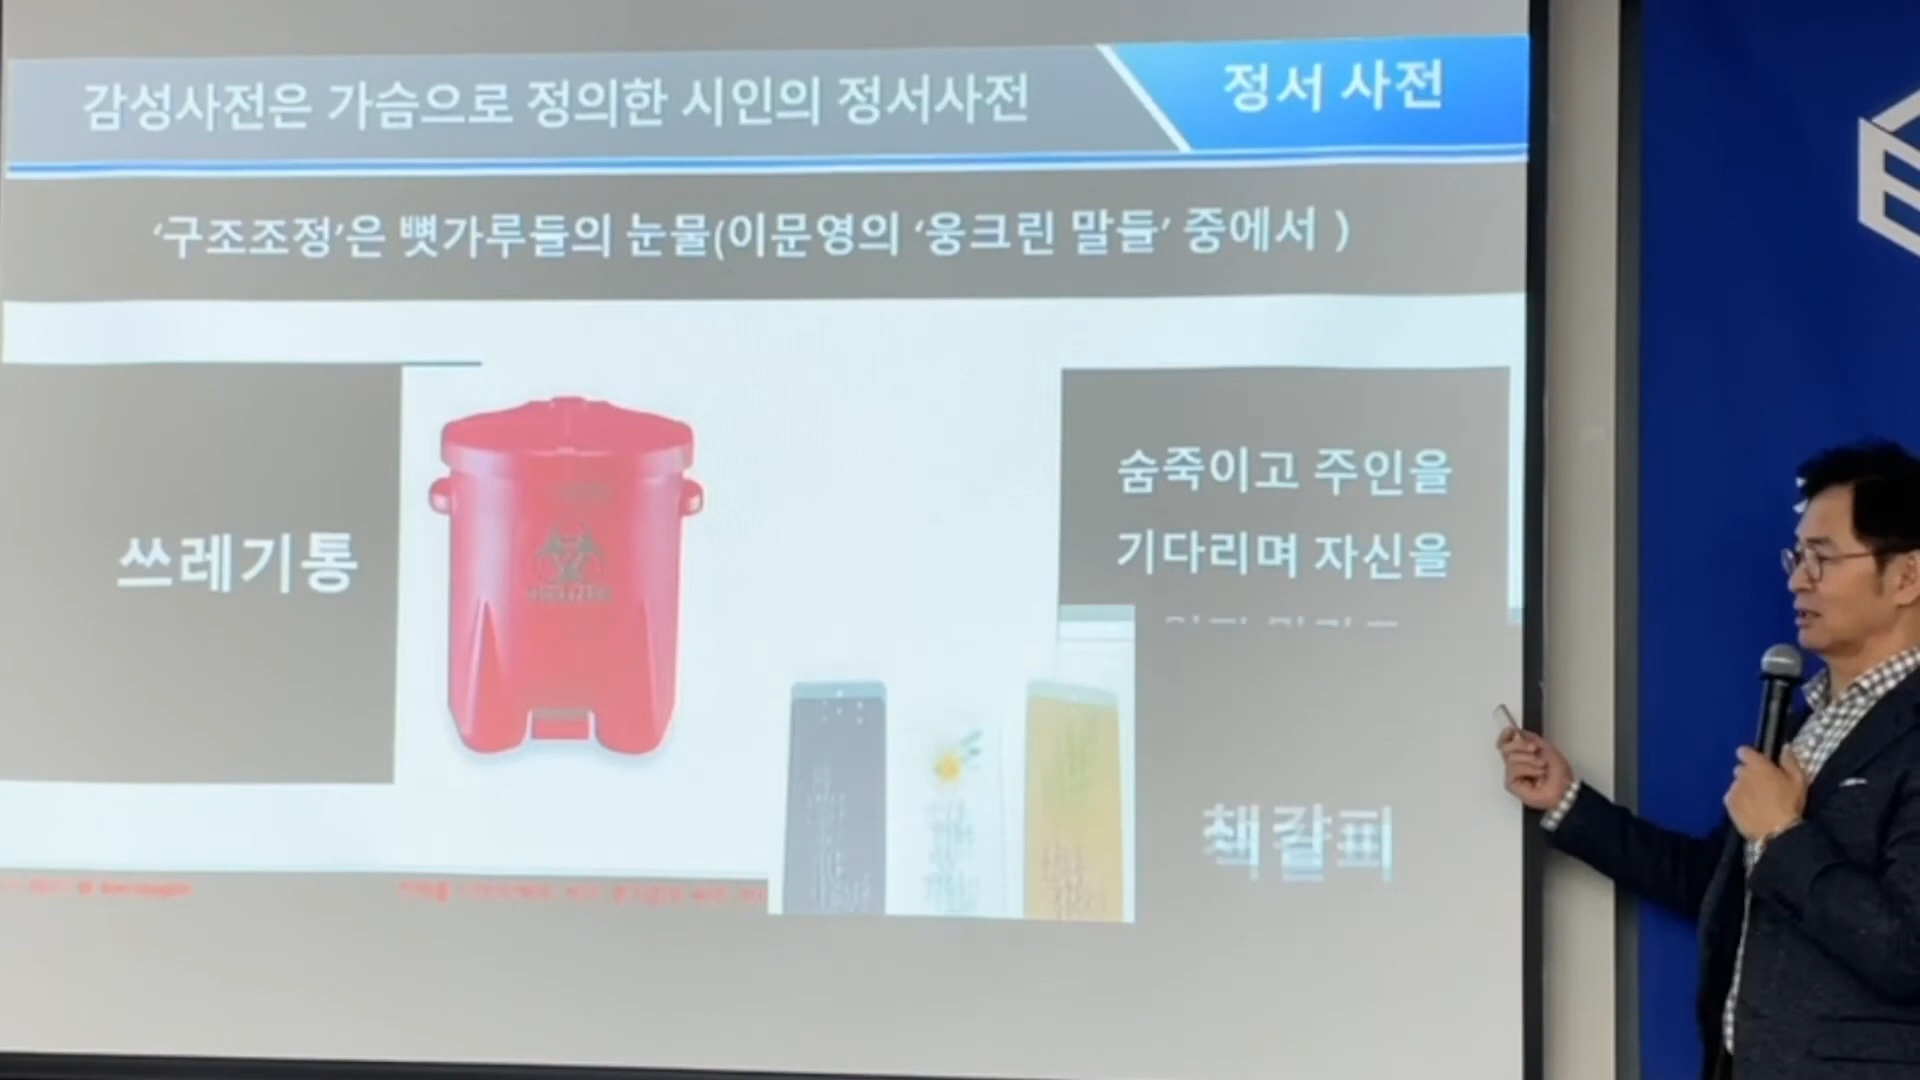 감성사전은 가슴으로 정의한 시인의 정서사전
정서 사전
‘구조조정’은 뼛가루들의 눈물(이문영의 ‘웅크린 말들’ 중에서 )
쓰레기통
숨죽이고 주인을
기다리며 자신을
책갈피